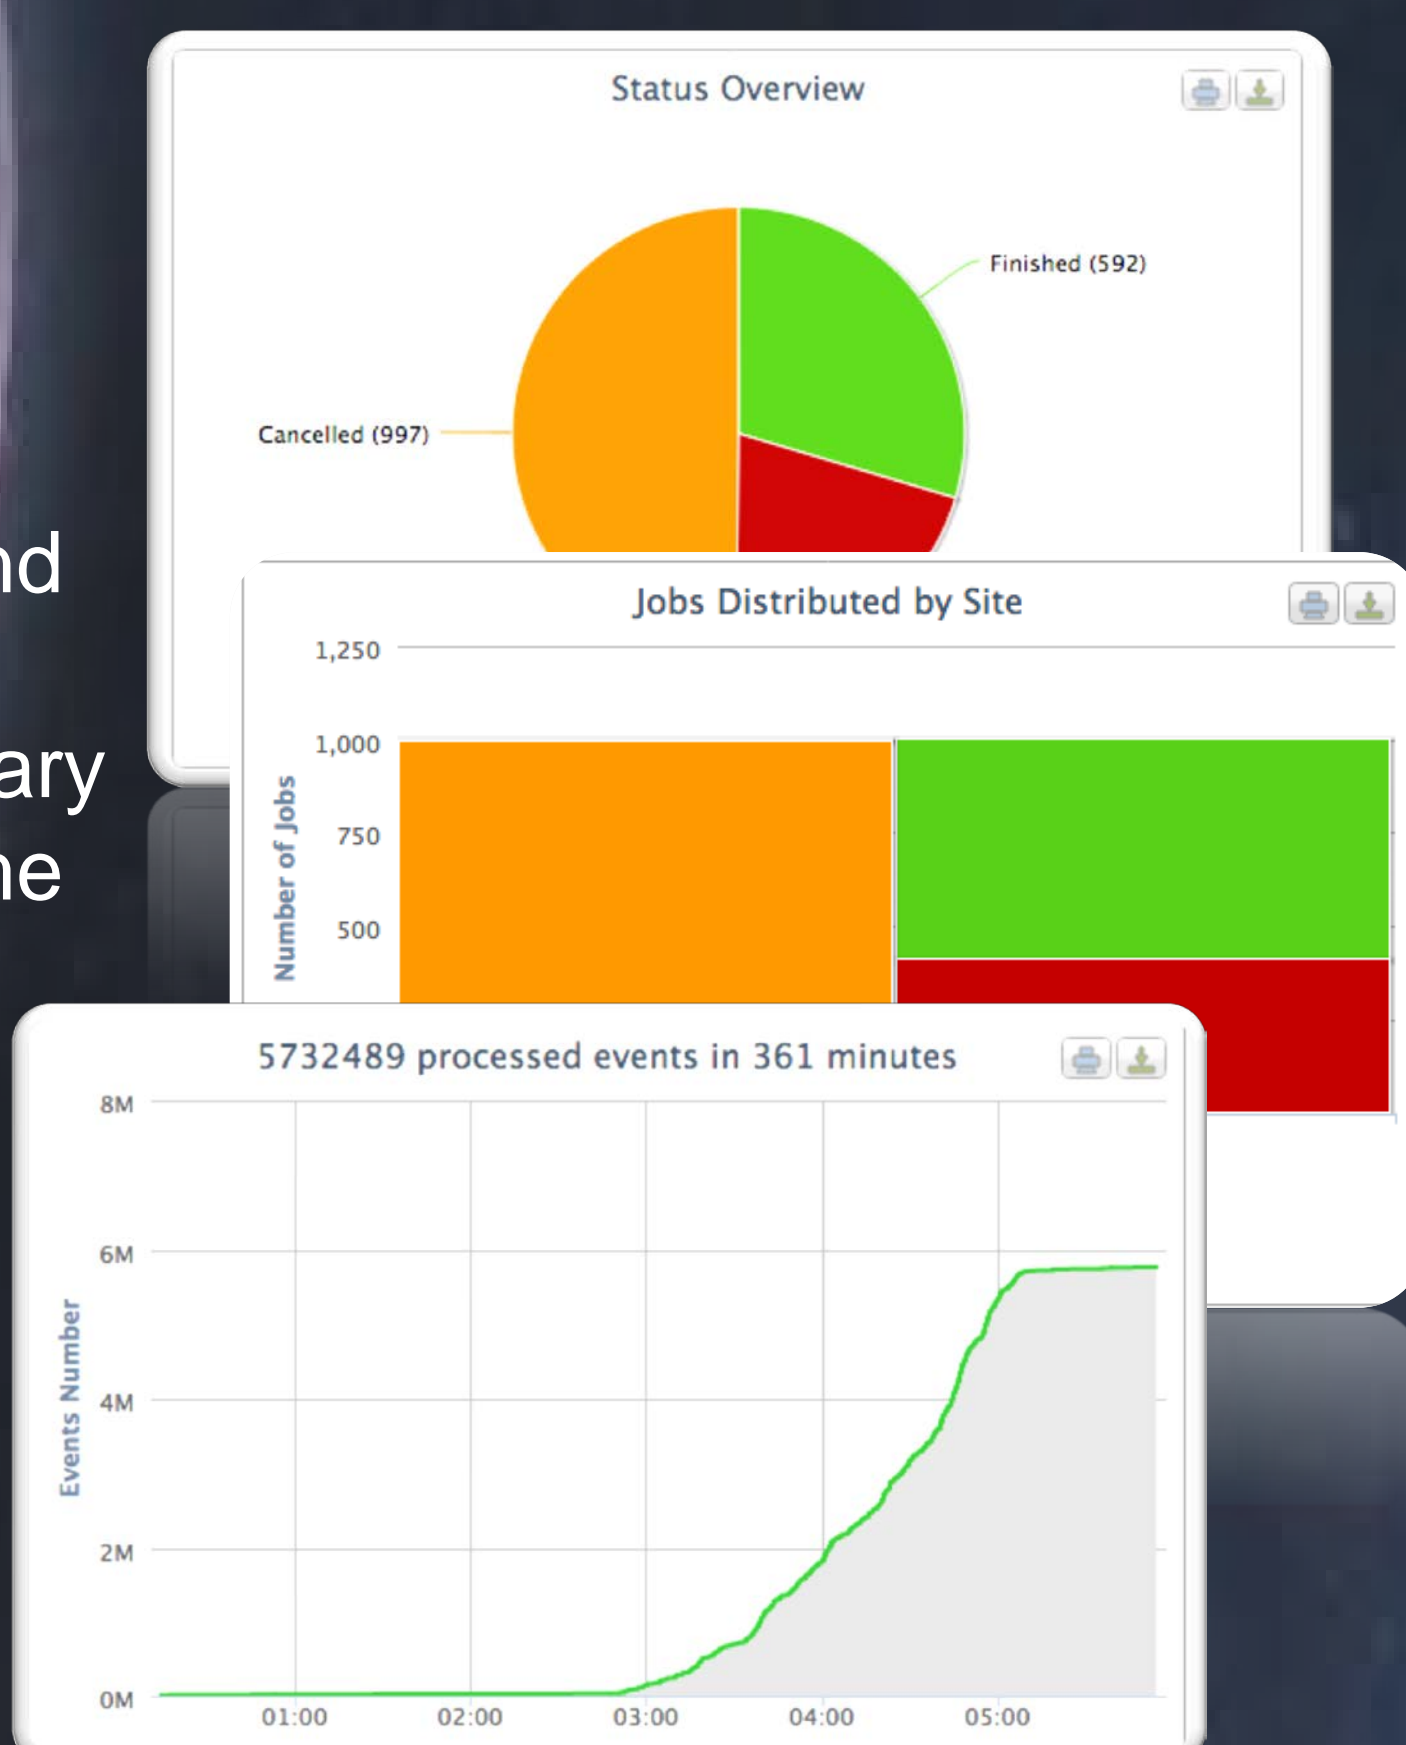 Status Overview
Finished (592)
Cancelled (997)
nd
ary
ne
Jobs Distributed by Site
1,250
1,000
750
500
Number of Jobs
5732489 processed events in 361 minutes
8M
6M
4M
2M
0M
Events Number
01:00 02:00 03:00 04:00 05:00